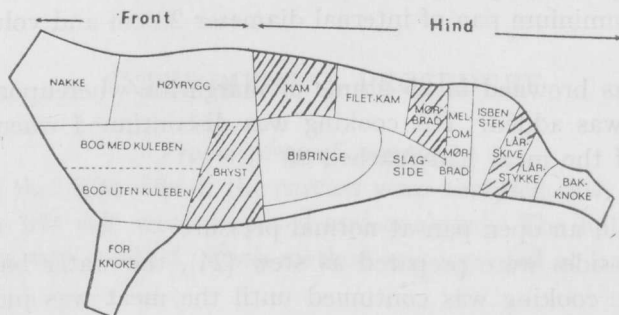 Front
Hind
NAKKE
HØYRYGG
KAM
FILET-KAM
MØR-
BRAD
MEL-
LOM-
MØR-
BRAD
ISBEN
STEK
LÅR-
SKIVE
LÅR-
STYKKE
BAK-
KNOKE
BOG MED KULEBEN
BRYST
BIBRINGE
SLAG-
SIDE
BOG UTEN KULEBEN
FOR
KNOKE